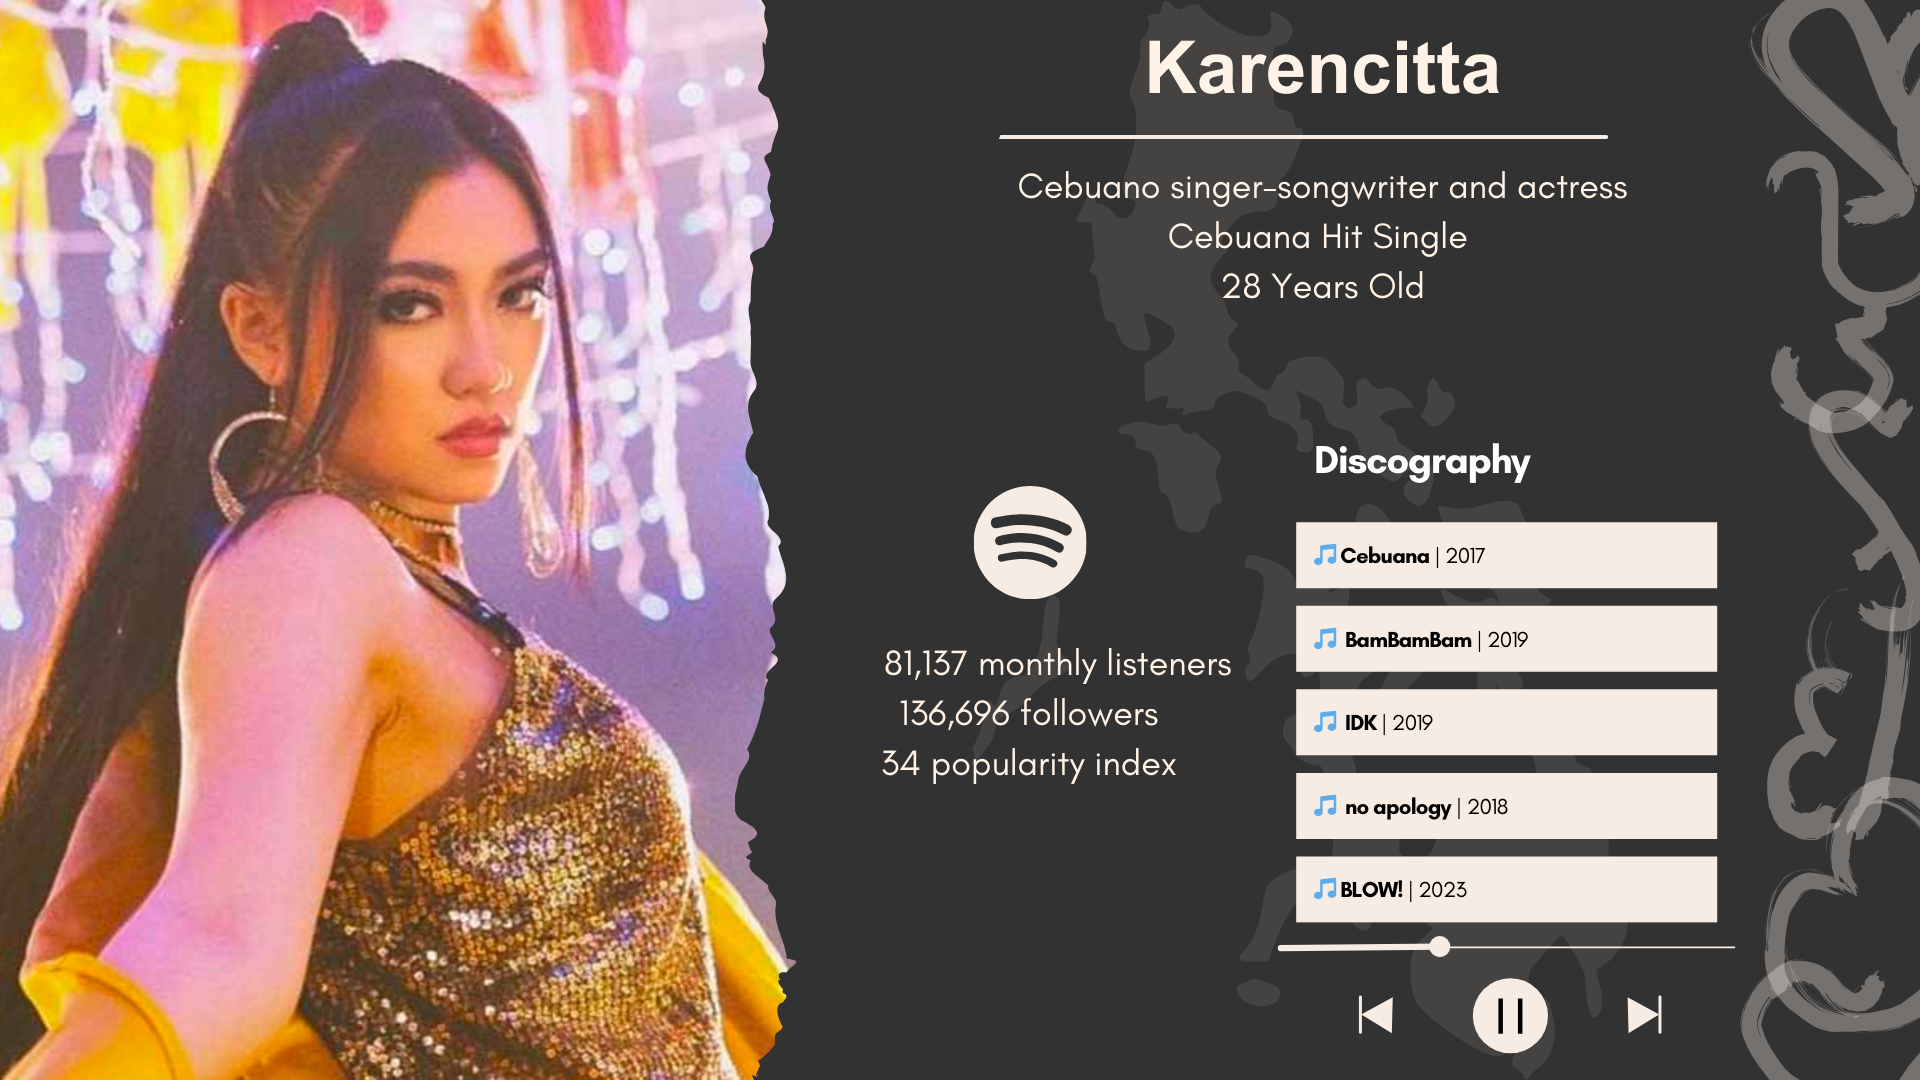 Karencitta
Cebuano singer-songwriter and actress
Cebuana Hit Single
28 Years Old
81,137 monthly listeners
136,696 followers
34 popularity index
Discography
Cebuana | 2017
BamBamBam | 2019
IDK | 2019
no apology | 2018
BLOW! | 2023